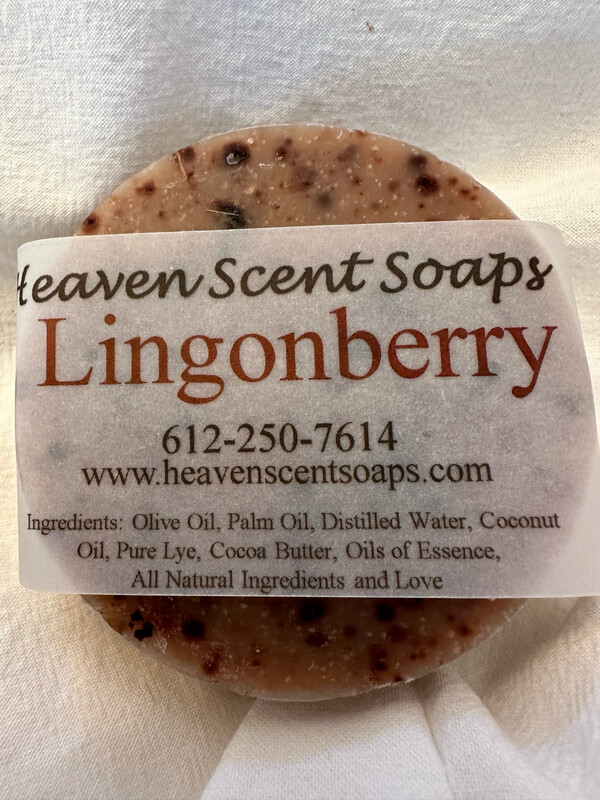 Heaven Scent Soaps
Lingonberry
612-250-7614
www.heavenscentsoaps.com
Ingredients: Olive Oil, Palm Oil, Distilled Water, Coconut
Oil, Pure Lye, Cocoa Butter, Oils of Essence,
All Natural Ingredients and Love